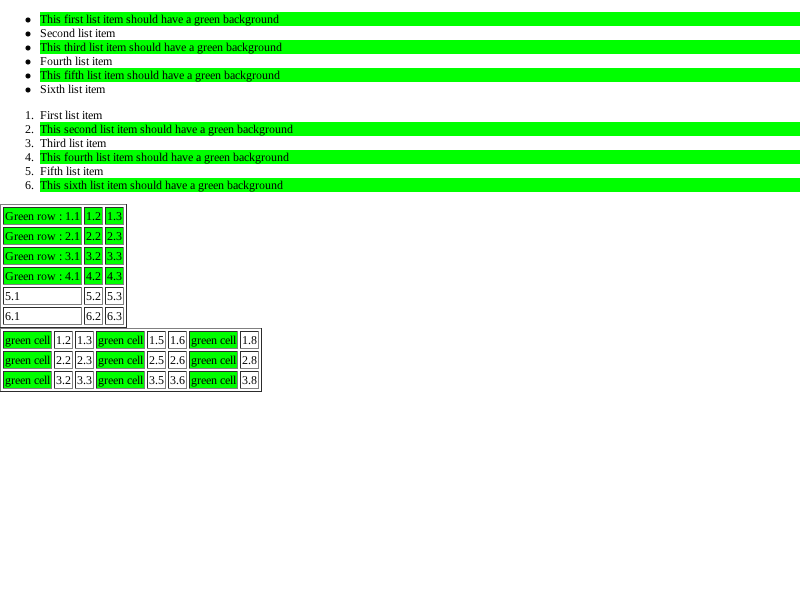 • This first list item should have a green background
• Second list item
• This third list item should have a green background
• Fourth list item
• This fifth list item should have a green background
• Sixth list item
1. First list item
2. This second list item should have a green background
3. Third list item
4. This fourth list item should have a green background
5. Fifth list item
6. This sixth list item should have a green background
Green row : 1.1 1.2 1.3
Green row : 2.1 2.2 2.3
Green row : 3.1 3.2 3.3
Green row : 4.1 4.2 4.3
5.1 5.2 5.3
6.1 6.2 6.3
green cell 1.2 1.3 green cell 1.5 1.6 green cell 1.8
green cell 2.2 2.3 green cell 2.5 2.6 green cell 2.8
green cell 3.2 3.3 green cell 3.5 3.6 green cell 3.8